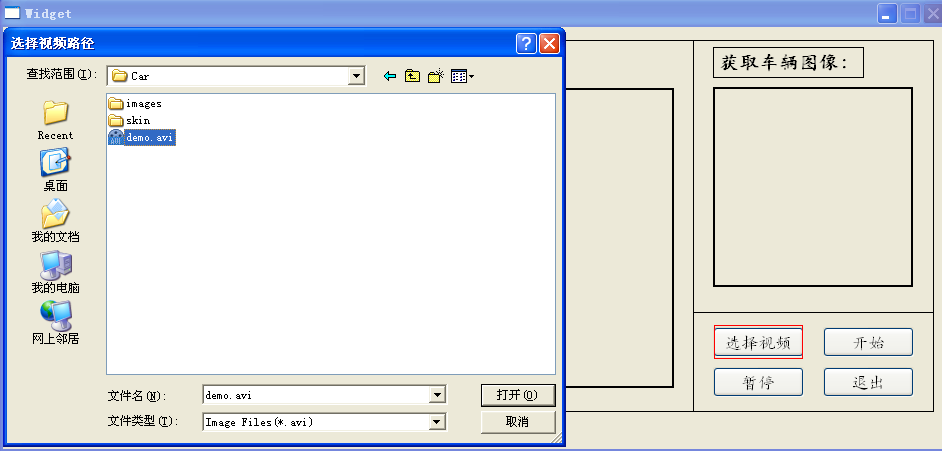 Widget
选择视频路径
查找范围(I):
Car
Recent
桌面
我的文档
我的电脑
网上邻居
images
skin
demo.avi
文件名(N):
demo.avi
打开(O)
文件类型(T):
Image Files(*.avi)
取消
获取车辆图像:
选择视频
开始
暂停
退出